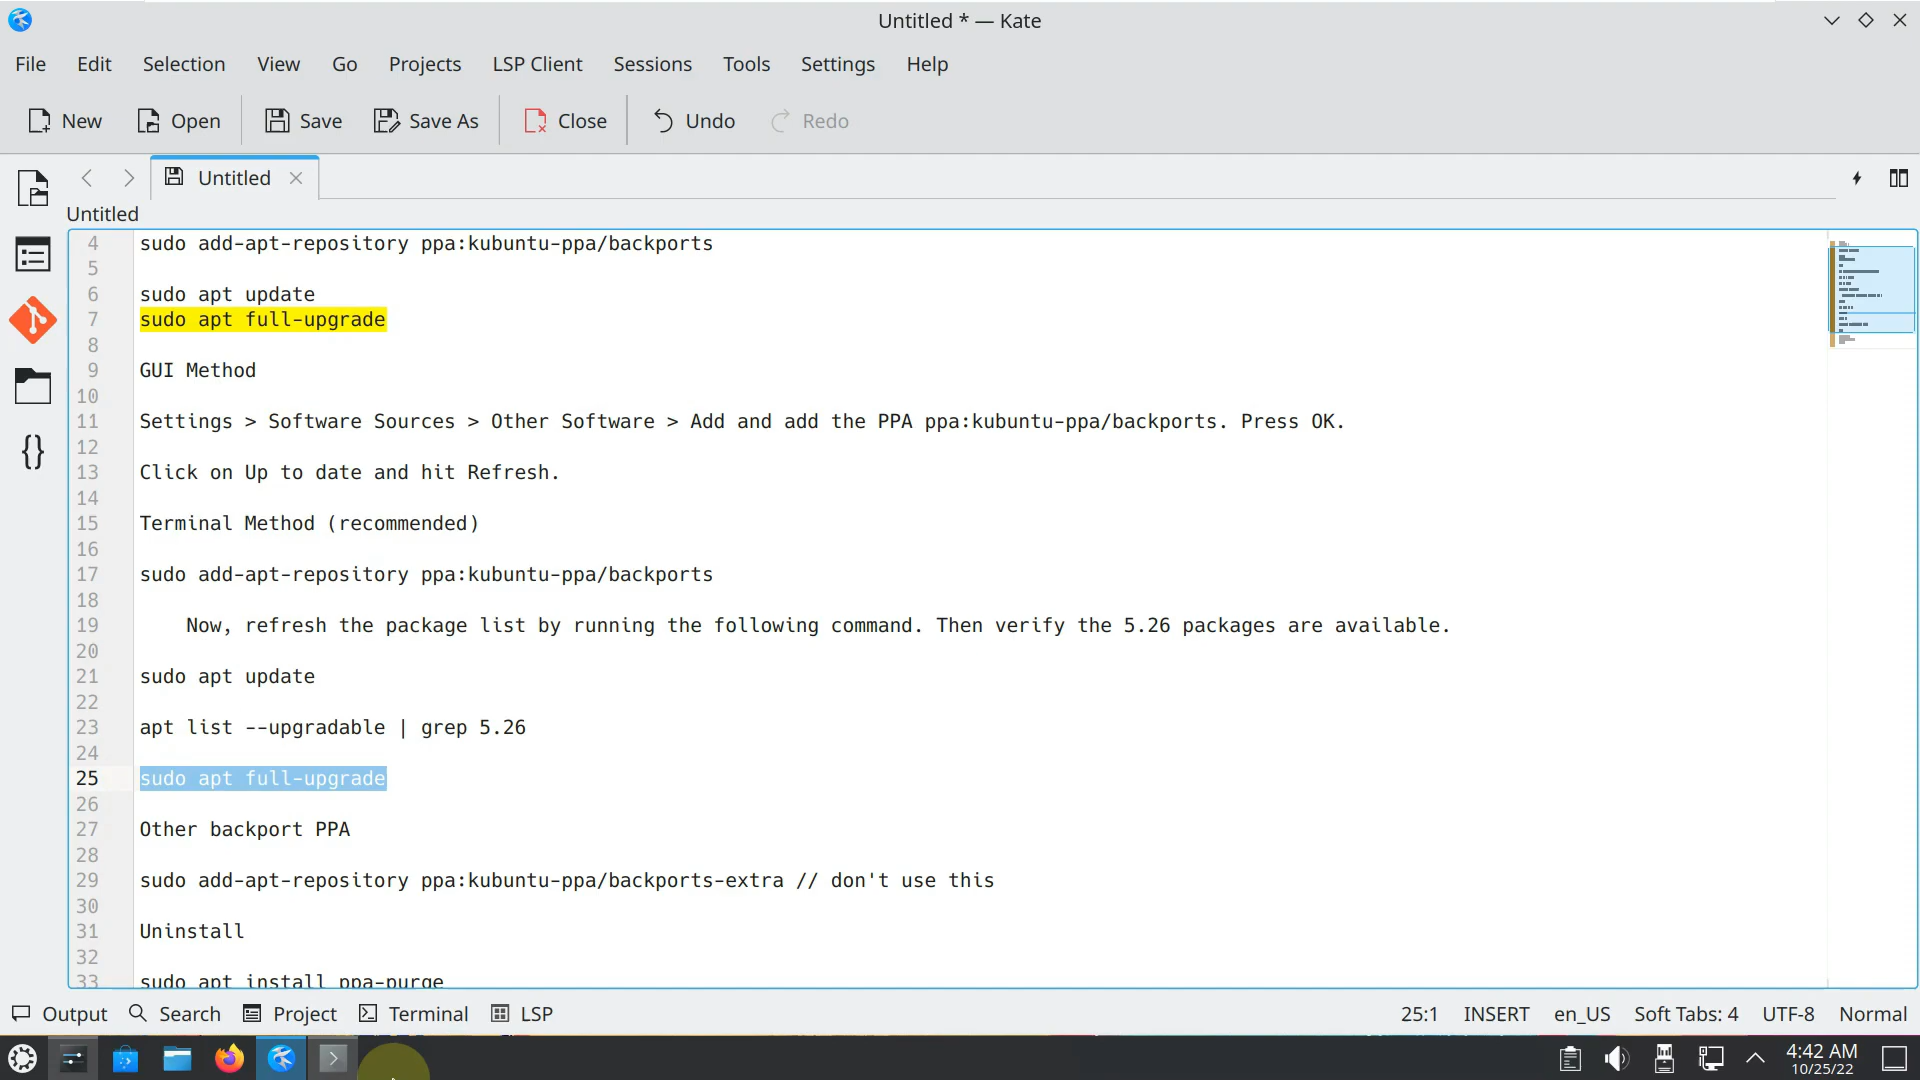 Untitled * — Kate
File Edit Selection View Go Projects LSP Client Sessions Tools Settings Help
New Open Save Save As Close Undo Redo
Untitled
Untitled
4 sudo add-apt-repository ppa:kubuntu-ppa/backports
5
6 sudo apt update
7 sudo apt full-upgrade
8
9 GUI Method
10
11 Settings > Software Sources > Other Software > Add and add the PPA ppa:kubuntu-ppa/backports. Press OK.
12
13 Click on Up to date and hit Refresh.
14
15 Terminal Method (recommended)
16
17 sudo add-apt-repository ppa:kubuntu-ppa/backports
18
19 Now, refresh the package list by running the following command. Then verify the 5.26 packages are available.
20
21 sudo apt update
22
23 apt list --upgradable | grep 5.26
24
25 sudo apt full-upgrade
26
27 Other backport PPA
28
29 sudo add-apt-repository ppa:kubuntu-ppa/backports-extra // don't use this
30
31 Uninstall
32
33 sudo apt install ppa-purge
Output Search Project Terminal LSP 25:1 INSERT en_US Soft Tabs: 4 UTF-8 Normal
4:42 AM
10/25/22